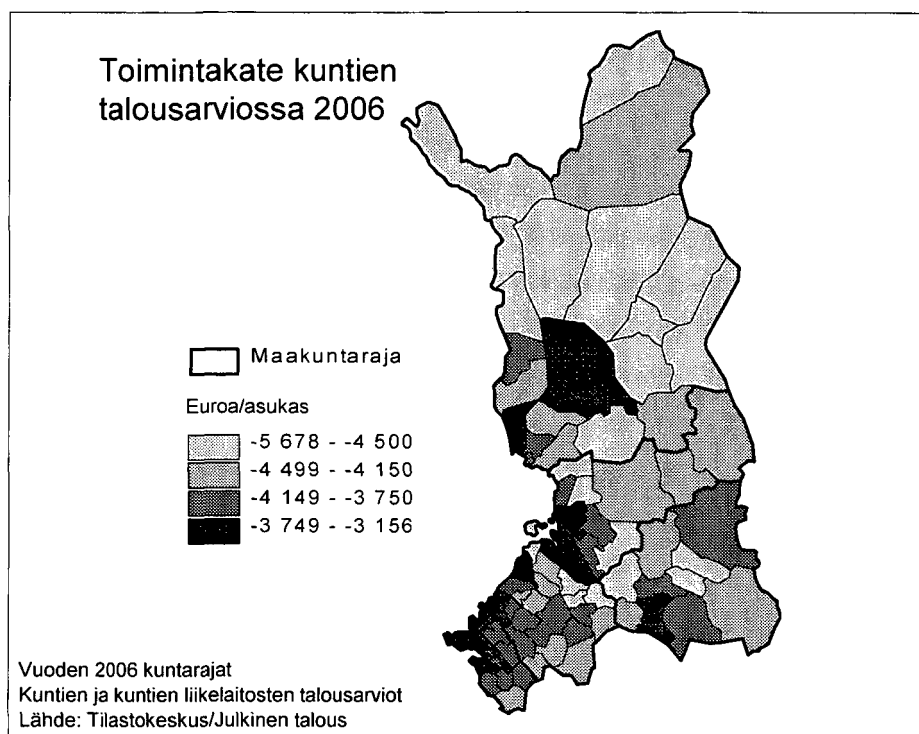 Toimintakate kuntien
talousarviossa 2006
Maakuntaraja
Euroa/asukas
-5 678 - -4 500
-4 499 - -4 150
-4 149 - -3 750
-3 749 - -3 156
Vuoden 2006 kuntarajat
Kuntien ja kuntien liikelaitosten talousarviot
Lähde: Tilastokeskus/Julkinen talous